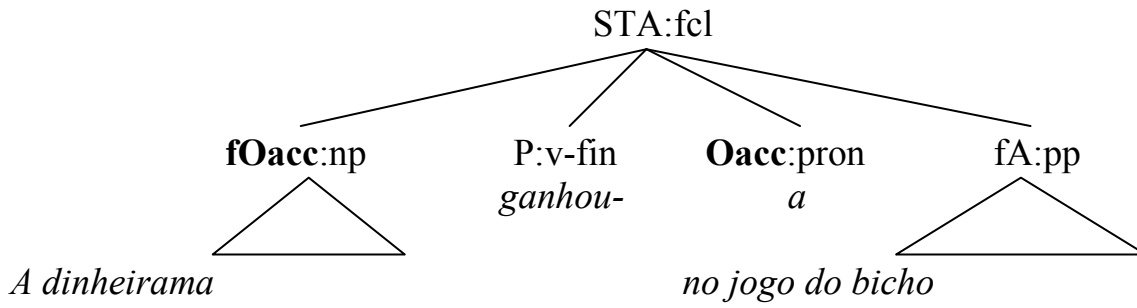 STA:fcl
fOacc:np P:v-fin Oacc:pron fA:pp
ganhou- a
A dinheirama no jogo do bicho